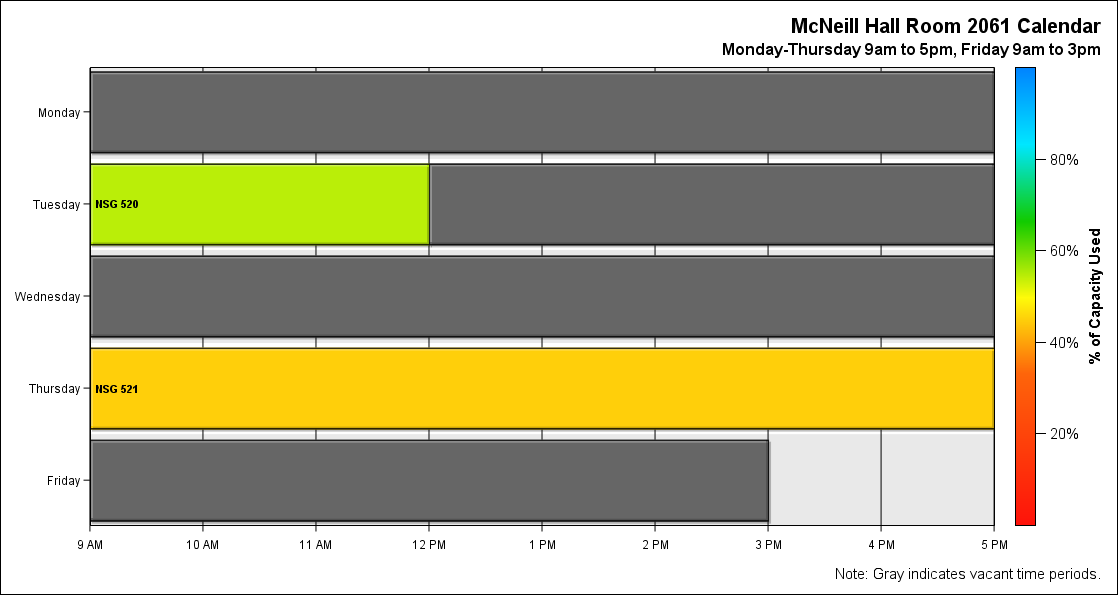 McNeill Hall Room 2061 Calendar
Monday-Thursday 9am to 5pm, Friday 9am to 3pm
Monday
Tuesday
NSG 520
Wednesday
Thursday
NSG 521
Friday
9 AM
10 AM
11 AM
12 PM
1 PM
2 PM
3 PM
4 PM
5 PM
80%
60%
40%
20%
% of Capacity Used
Note: Gray indicates vacant time periods.